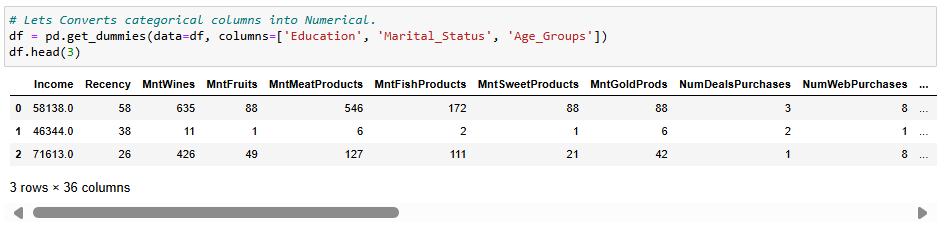 # Lets Converts categorical columns into Numerical.
df = pd.get_dummies(data=df, columns=['Education', 'Marital_Status', 'Age_Groups'])
df.head(3)
Income Recency MntWines MntFruits MntMeatProducts MntFishProducts MntSweetProducts MntGoldProds NumDealsPurchases NumWebPurchases ...
0 58138.0 58 635 88 546 172 88 88 3 8 ...
1 46344.0 38 11 1 6 2 1 6 2 1 ...
2 71613.0 26 426 49 127 111 21 42 1 8 ...
3 rows × 36 columns